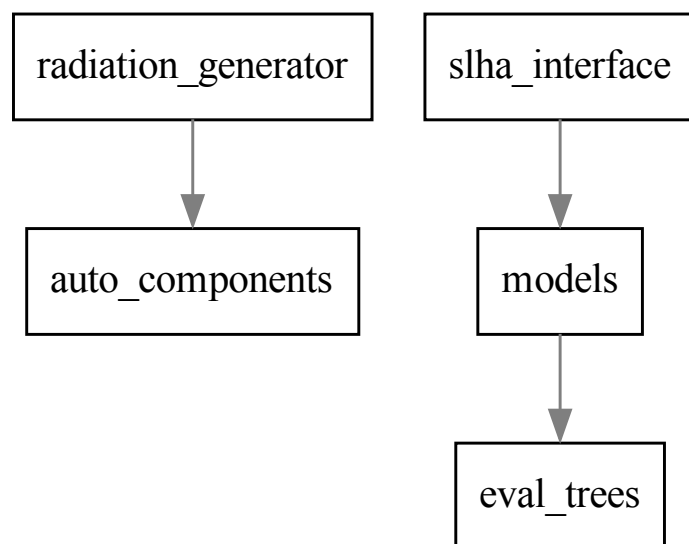 radiation_generator
slha_interface
auto_components
models
eval_trees